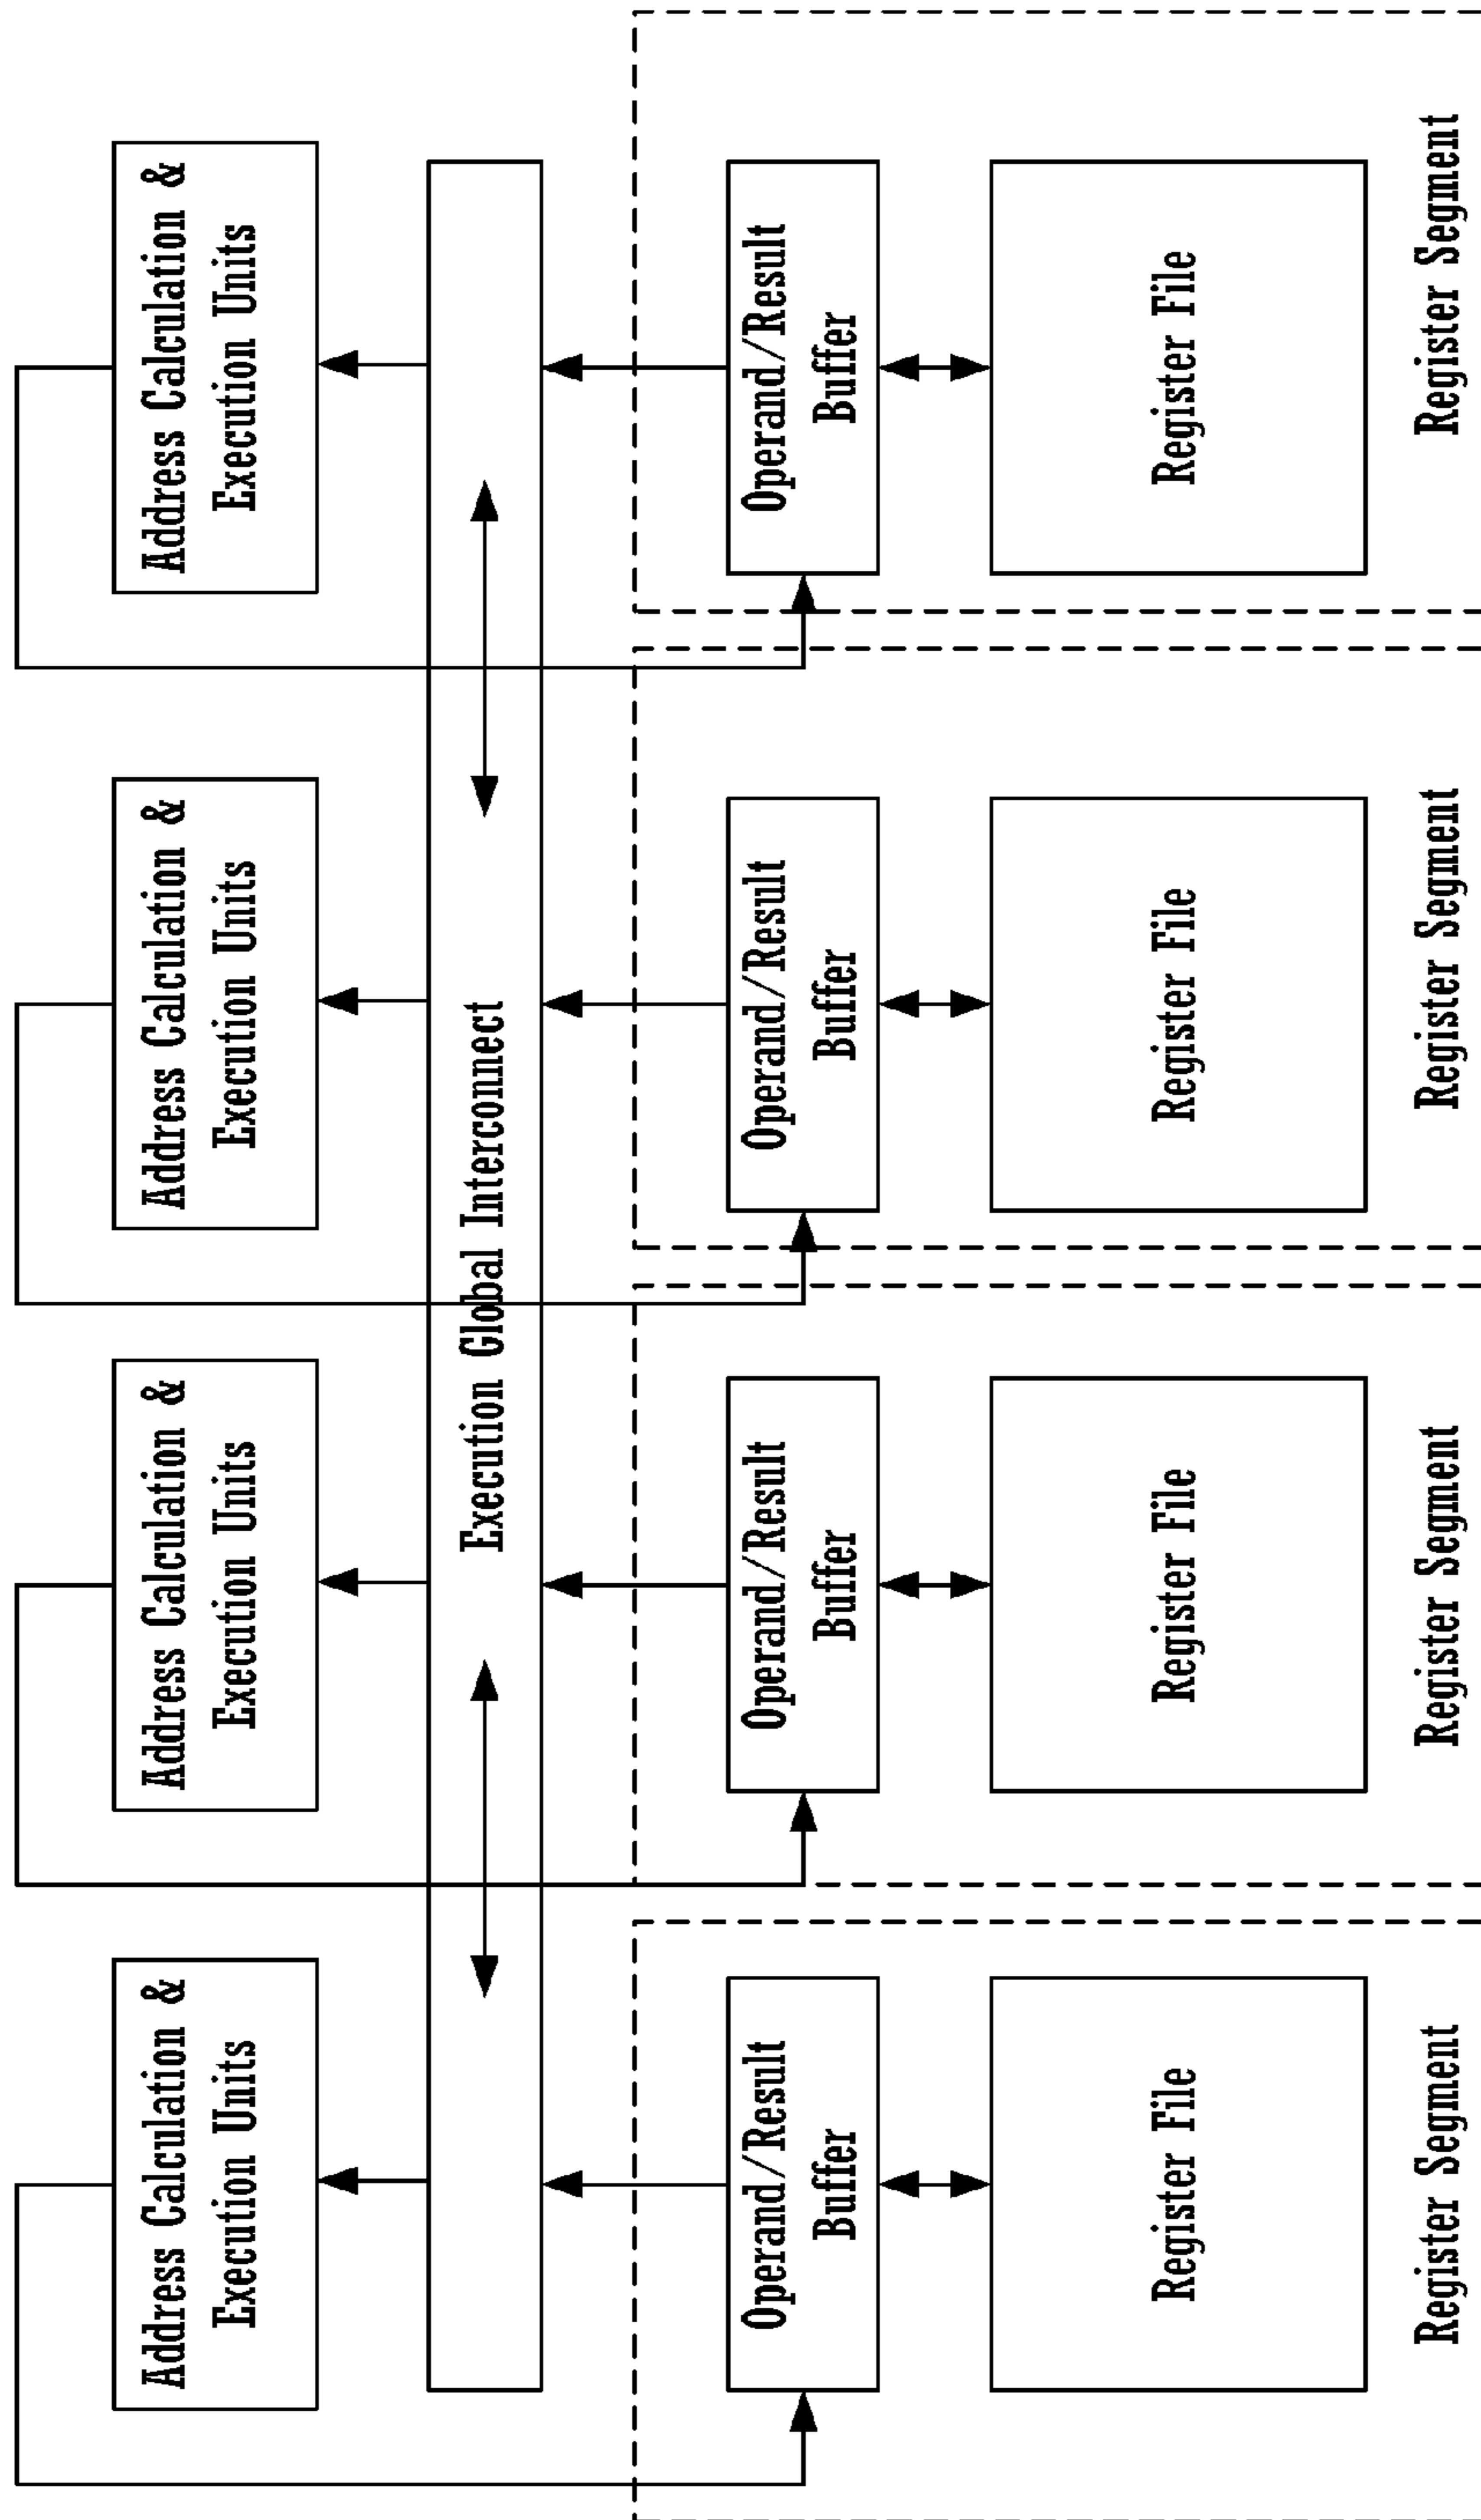 Address Calculation &
Execution Units
Address Calculation &
Execution Units
Address Calculation &
Execution Units
Address Calculation &
Execution Units
Execution Global Interconnect
Operand/Result
Buffer
Operand/Result
Buffer
Operand/Result
Buffer
Operand/Result
Buffer
Register File
Register File
Register File
Register File
Register Segment
Register Segment
Register Segment
Register Segment